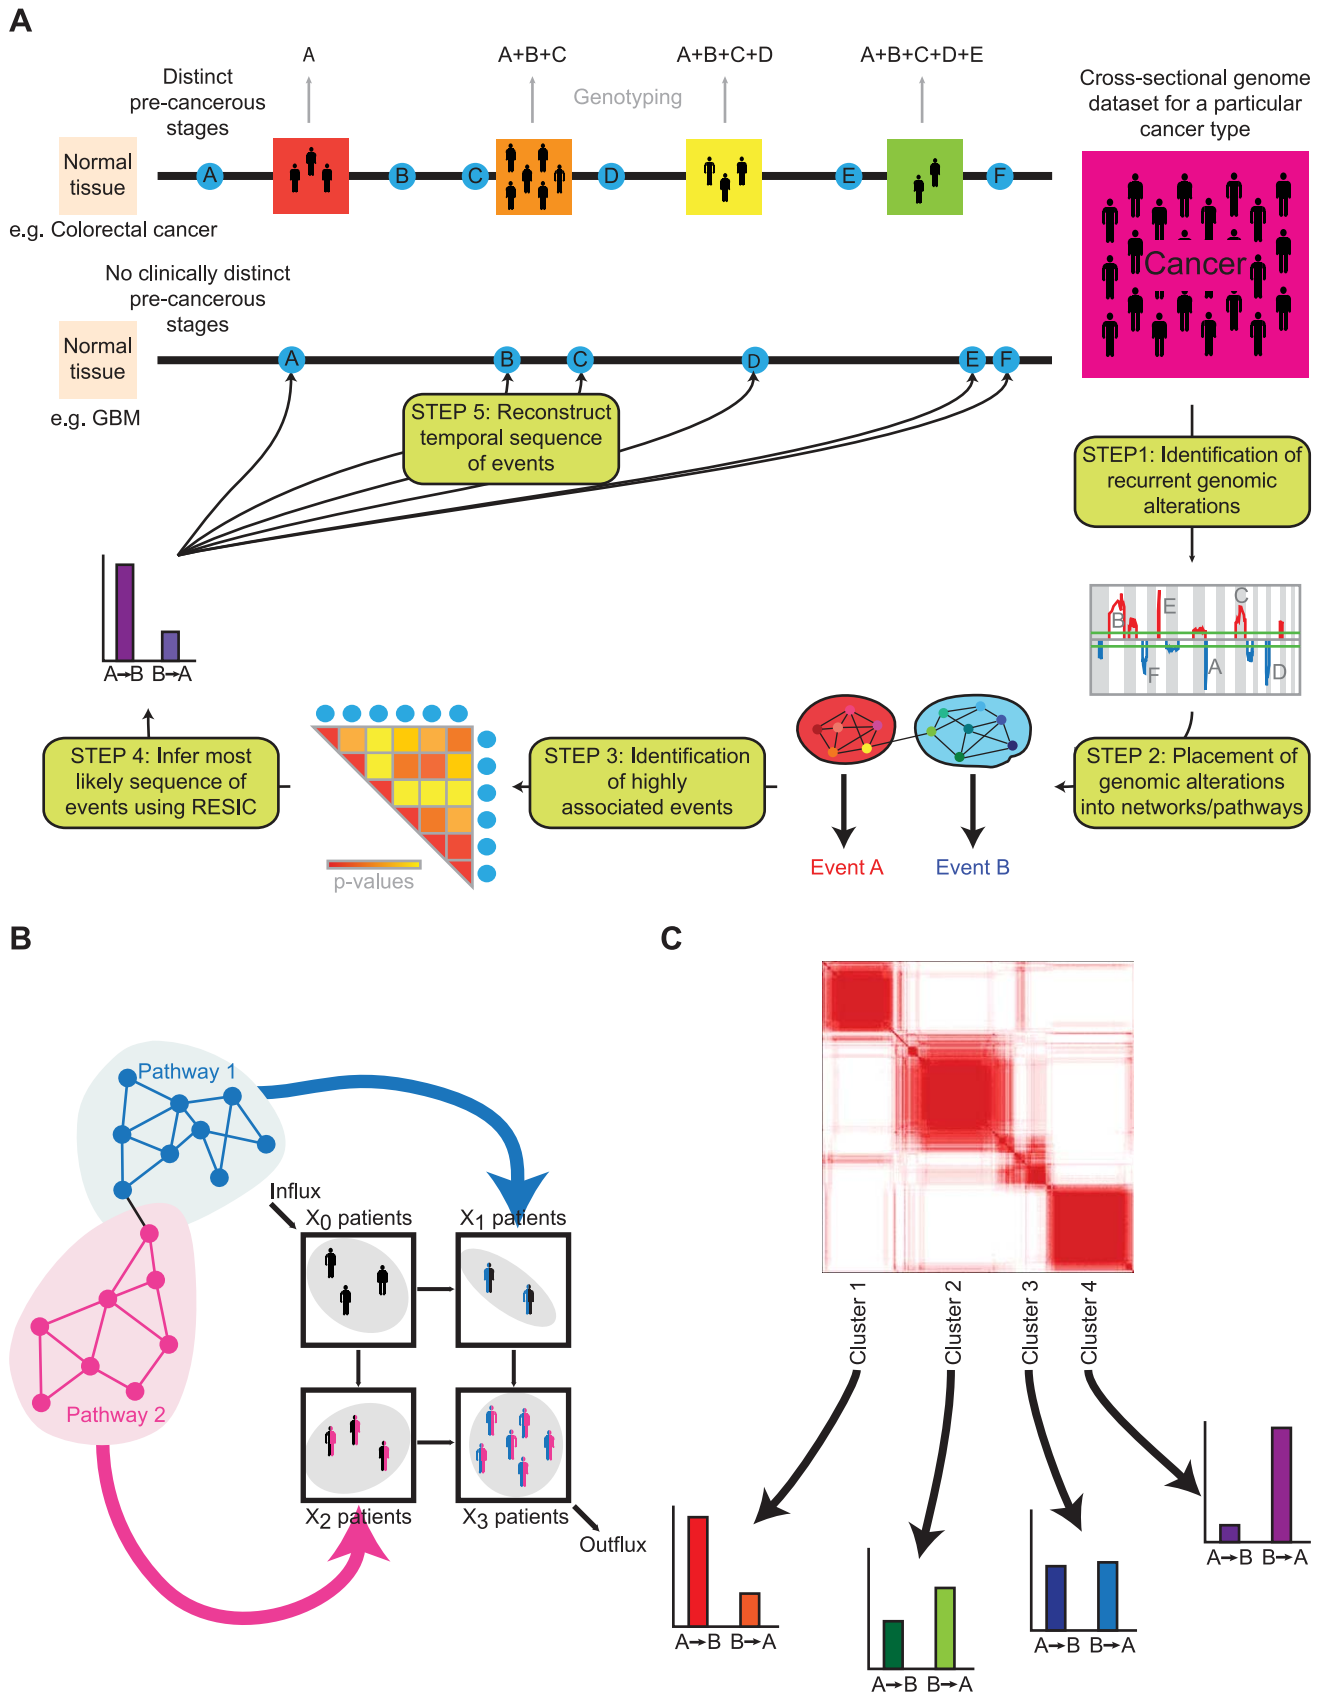 A
A
A+B+C
A+B+C+D
A+B+C+D+E
Distinct
pre-cancerous
stages
Genotyping
Cross-sectional genome
dataset for a particular
cancer type
Normal
tissue
A
B
C
D
E
F
e.g. Colorectal cancer
Cancer
No clinically distinct
pre-cancerous
stages
Normal
tissue
A
B
C
D
E
F
e.g. GBM
STEP 5: Reconstruct
temporal sequence
of events
STEP1: Identification of
recurrent genomic
alterations
A→B
B→A
B
E
C
F
A
D
STEP 4: Infer most
likely sequence of
events using RESIC
p-values
STEP 3: Identification
of highly
associated events
Event A
Event B
STEP 2: Placement of
genomic alterations
into networks/pathways
B
Pathway 1
Pathway 2
Influx
X0 patients
X1 patients
X2 patients
X3 patients
Outflux
C
Cluster 1
Cluster 2
Cluster 3
Cluster 4
A→B B→A
A→B B→A
A→B B→A
A→B B→A